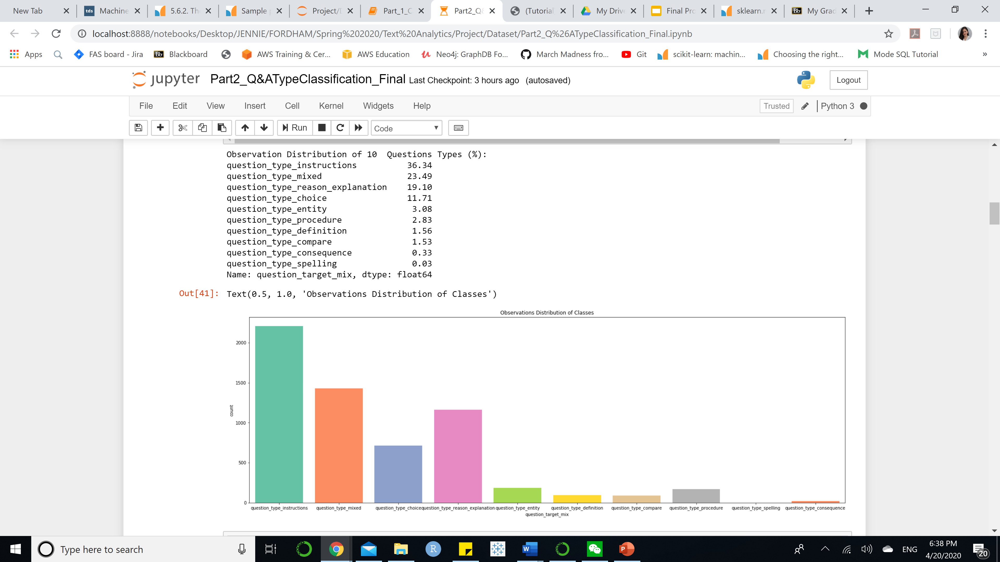 New Tab
Machine
5.6.2. Th
Sample
Project/
Part_1_C
Part2_Q
(Tutorial
My Driv
Final Pro
sklearn.
My Grad
localhost:8888/notebooks/Desktop/JENNIE/FORDHAM/Spring%202020/Text%20Analytics/Project/Dataset/Part2_Q%26ATypeClassification_Final.ipynb
Apps
FAS board - Jira
Bb Blackboard
AWS Training & Cer...
AWS Education
Neo4j: GraphDB Fo...
March Madness fro...
Git
scikit-learn: machin...
Choosing the right...
Mode SQL Tutorial
»
jupyter Part2_Q&ATypeClassification_Final Last Checkpoint: 3 hours ago (autosaved)
Logout
File Edit View Insert Cell Kernel Widgets Help
Trusted
Python 3
Run
Code
Observation Distribution of 10  Questions Types (%):
question_type_instructions 36.34
question_type_mixed 23.49
question_type_reason_explanation 19.10
question_type_choice 11.71
question_type_entity 3.08
question_type_procedure 2.83
question_type_definition 1.56
question_type_compare 1.53
question_type_consequence 0.33
question_type_spelling 0.03
Name: question_target_mix, dtype: float64
Out[41]: Text(0.5, 1.0, 'Observations Distribution of Classes')
Observations Distribution of Classes
2000
1500
1000
500
0
count
question_type_instructions question_type_mixed question_type_choice question_type_reason_explanation question_type_entity question_type_definition question_type_compare question_type_procedure question_type_spelling question_type_consequence
question_target_mix
Type here to search
ENG
6:38 PM
4/20/2020
20